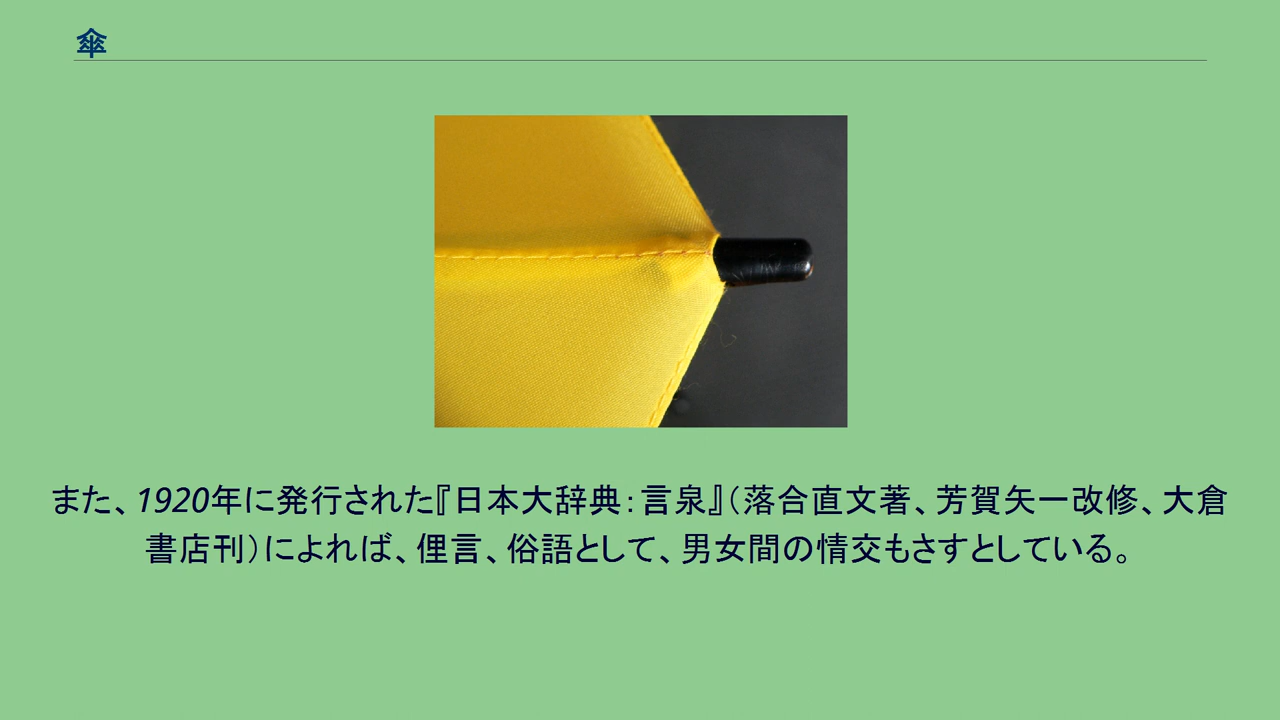 傘
また、1920年に発行された『日本大辞典：言泉』（落合直文著、芳賀矢一改修、大倉
書店刊）によれば、俚言、俗語として、男女間の情交もさすとしている。